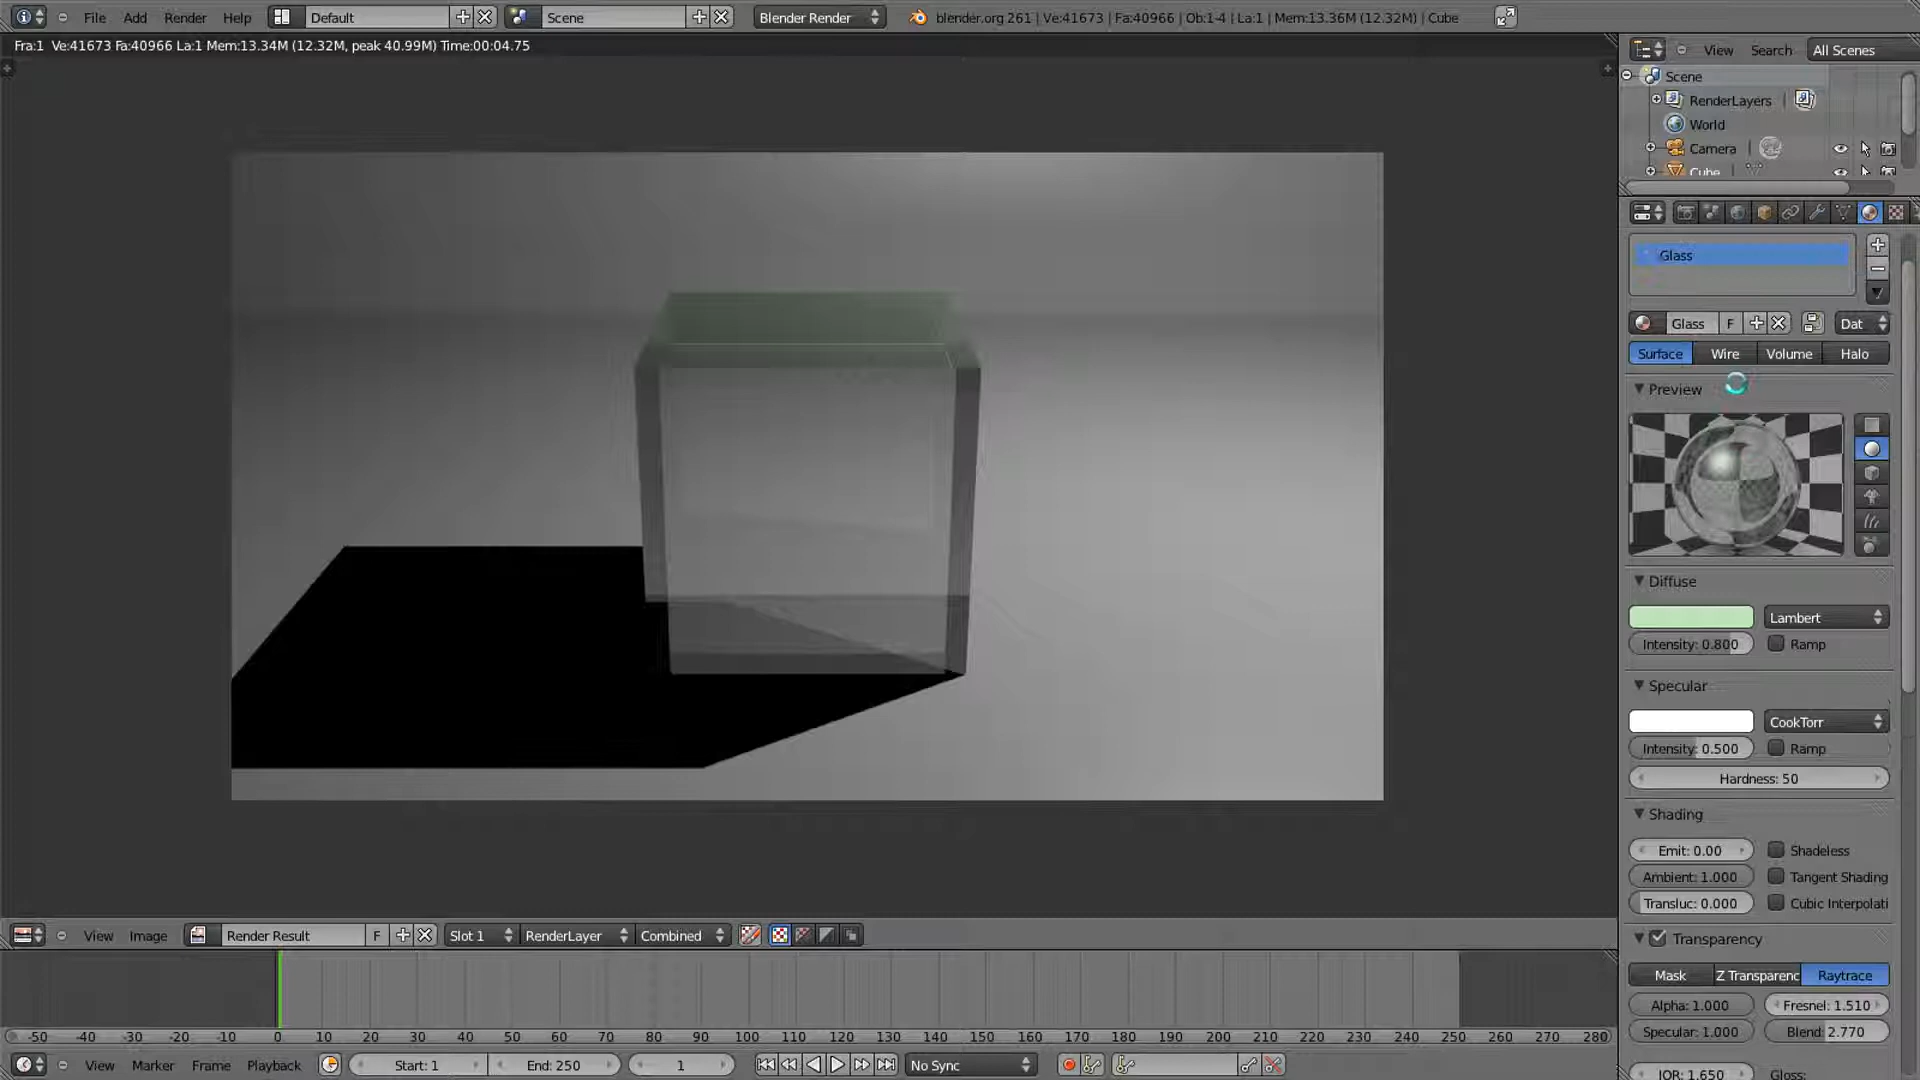 File Add Render Help Default Scene Blender Render blender.org 261 | Ve:41673 | Fa:40966 | Ob:1-4 | La:1 | Mem:13.36M (12.32M) | Cube
Fra:1 Ve:41673 Fa:40966 La:1 Mem:13.34M (12.32M, peak 40.99M) Time:00:04.75
View Search All Scenes
Scene
RenderLayers
World
Camera
Cube
Glass
Glass F Dat
Surface Wire Volume Halo
Preview
Diffuse
Lambert
Intensity: 0.800 Ramp
Specular
CookTorr
Intensity: 0.500 Ramp
Hardness: 50
Shading
Emit: 0.00 Shadeless
Ambient: 1.000 Tangent Shading
Transluc: 0.000 Cubic Interpolati
Transparency
Mask Z Transparenc Raytrace
Alpha: 1.000 Fresnel: 1.510
Specular: 1.000 Blend: 2.770
IOR: 1.650 Gloss:
View Image Render Result F Slot 1 RenderLayer Combined
-50 -40 -30 -20 -10 0 10 20 30 40 50 60 70 80 90 100 110 120 130 140 150 160 170 180 190 200 210 220 230 240 250 260 270 280
View Marker Frame Playback Start: 1 End: 250 1 No Sync